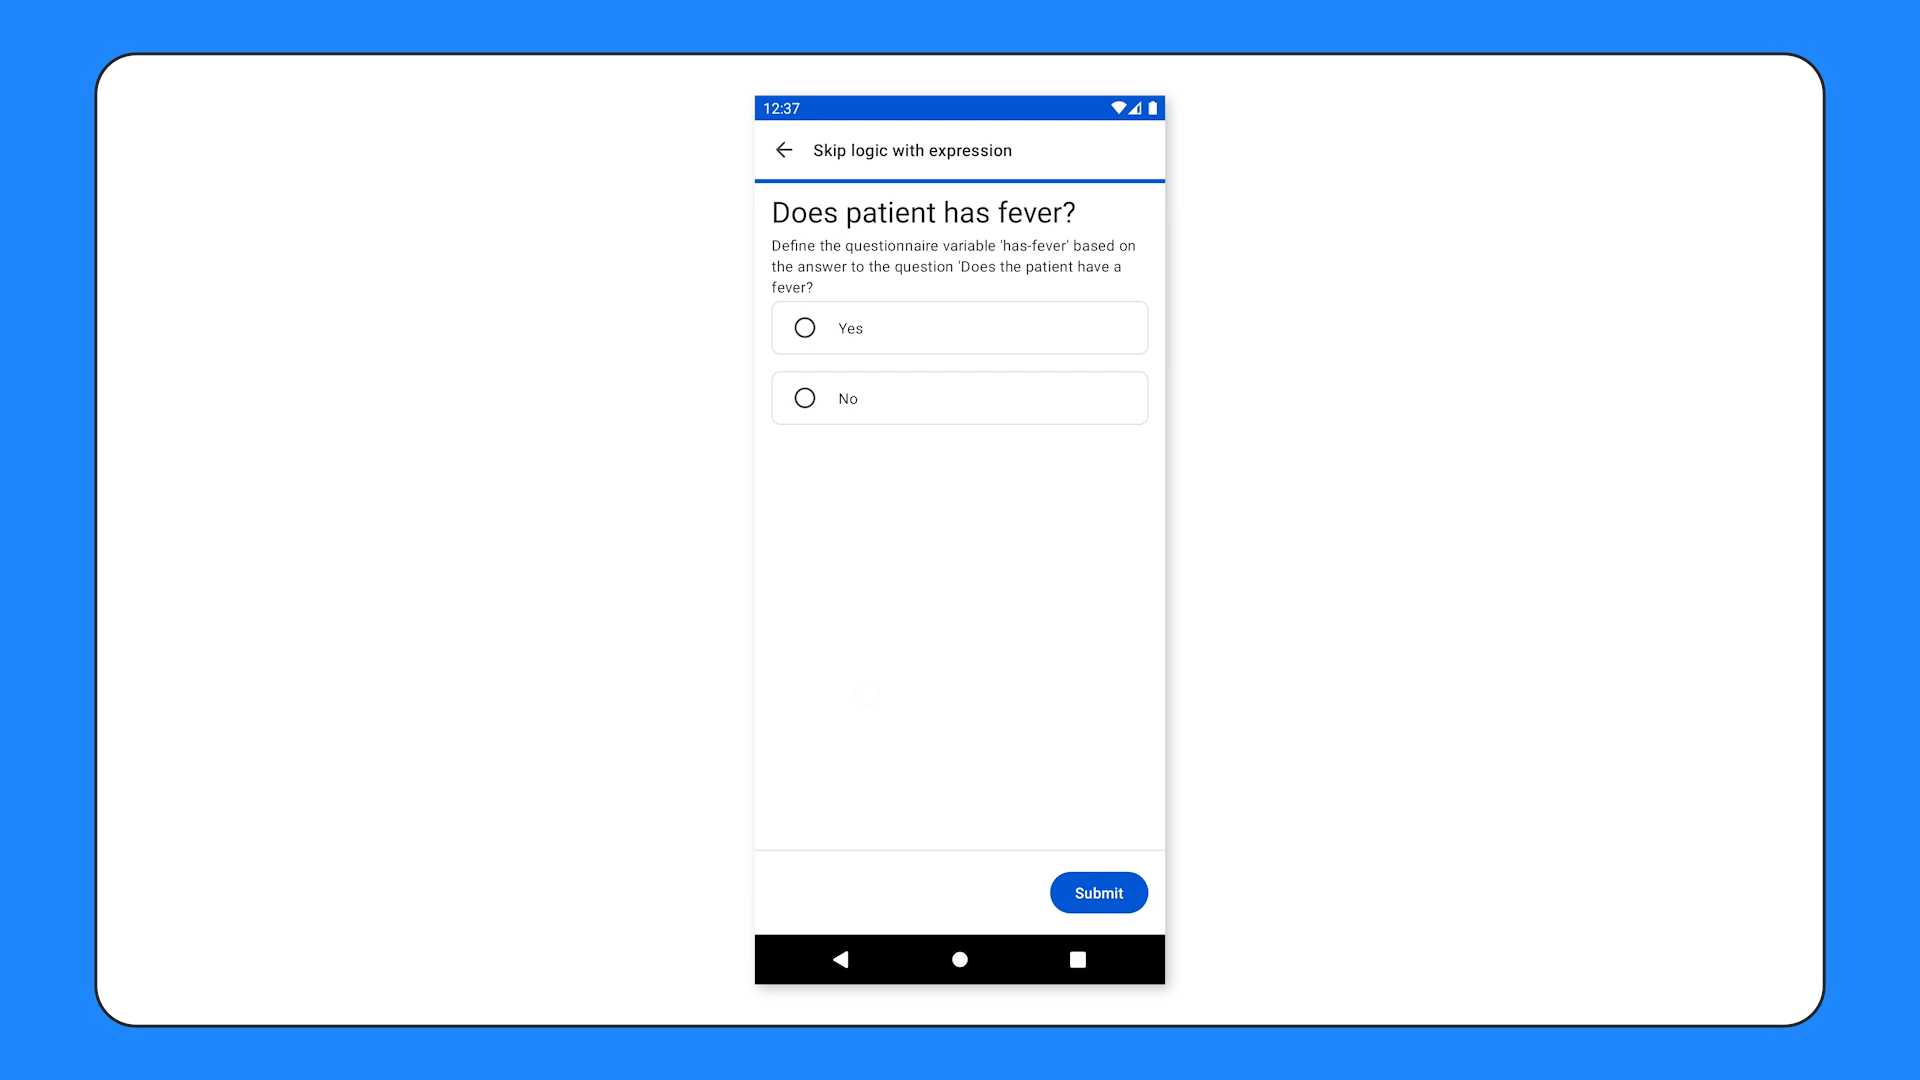 12:37
Skip logic with expression
Does patient has fever?
Define the questionnaire variable 'has-fever' based on
the answer to the question 'Does the patient have a
fever?
Yes
No
Submit